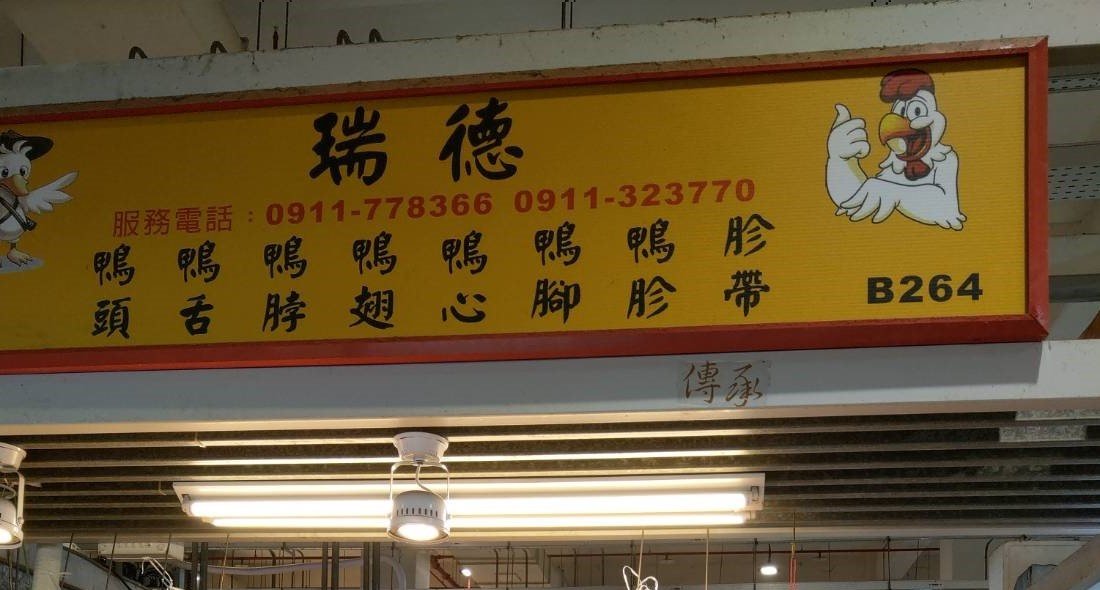 瑞德
服務電話：0911-778366 0911-323770
鴨頭 鴨舌 鴨脖 鴨翅 鴨心 鴨腳 鴨胗 胗帶
B264
傳承